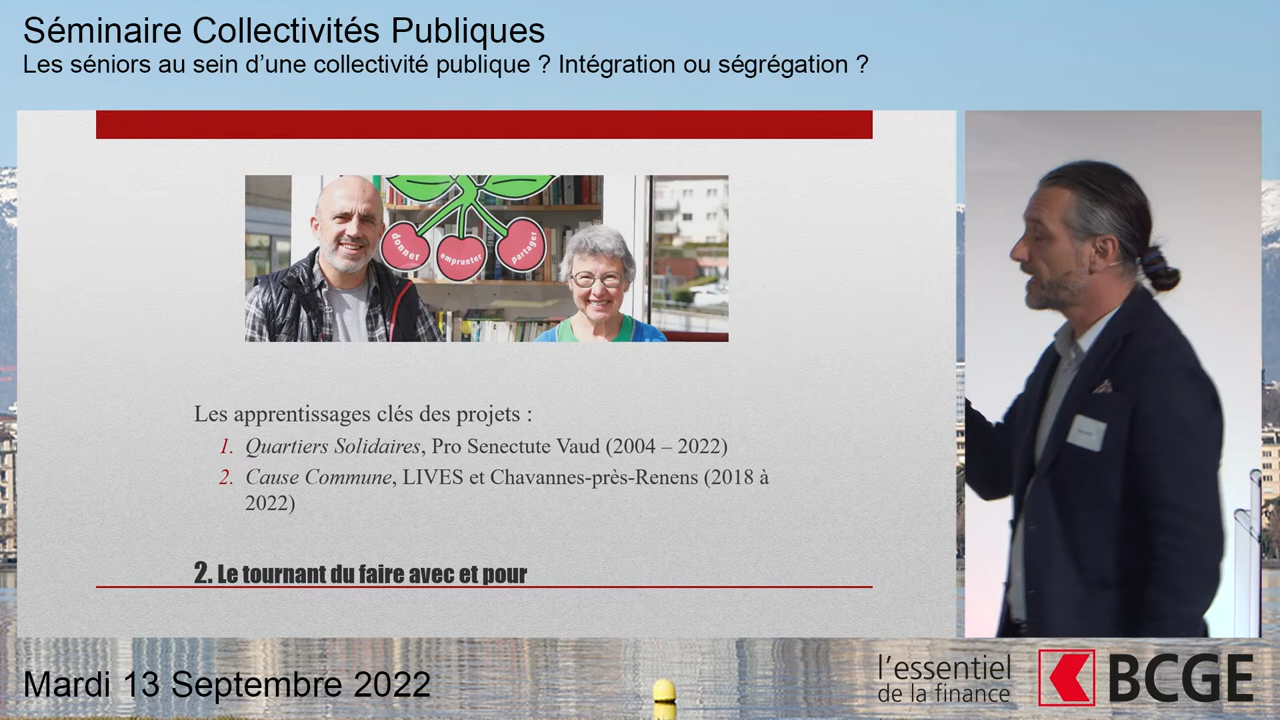 Séminaire Collectivités Publiques
Les séniors au sein d’une collectivité publique ? Intégration ou ségrégation ?
donner
emprunter
partager
Les apprentissages clés des projets :
1. Quartiers Solidaires, Pro Senectute Vaud (2004 – 2022)
2. Cause Commune, LIVES et Chavannes-près-Renens (2018 à
2022)
2. Le tournant du faire avec et pour
Mardi 13 Septembre 2022
l’essentiel
de la finance
BCGE